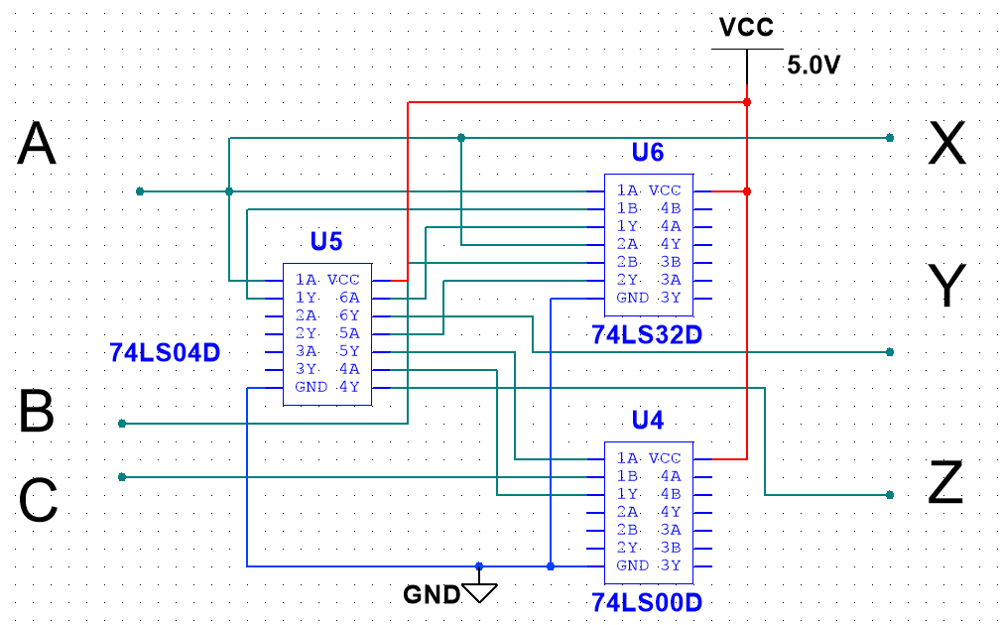 VCC
5.0V
A
X
U6
1A VCC
1B 4B
1Y 4A
2A 4Y
2B 3B
2Y 3A
GND 3Y
74LS32D
U5
1A VCC
1Y 6A
2A 6Y
2Y 5A
3A 5Y
3Y 4A
GND 4Y
74LS04D
Y
B
U4
1A VCC
1B 4A
1Y 4B
2A 4Y
2B 3A
2Y 3B
GND 3Y
74LS00D
C
Z
GND